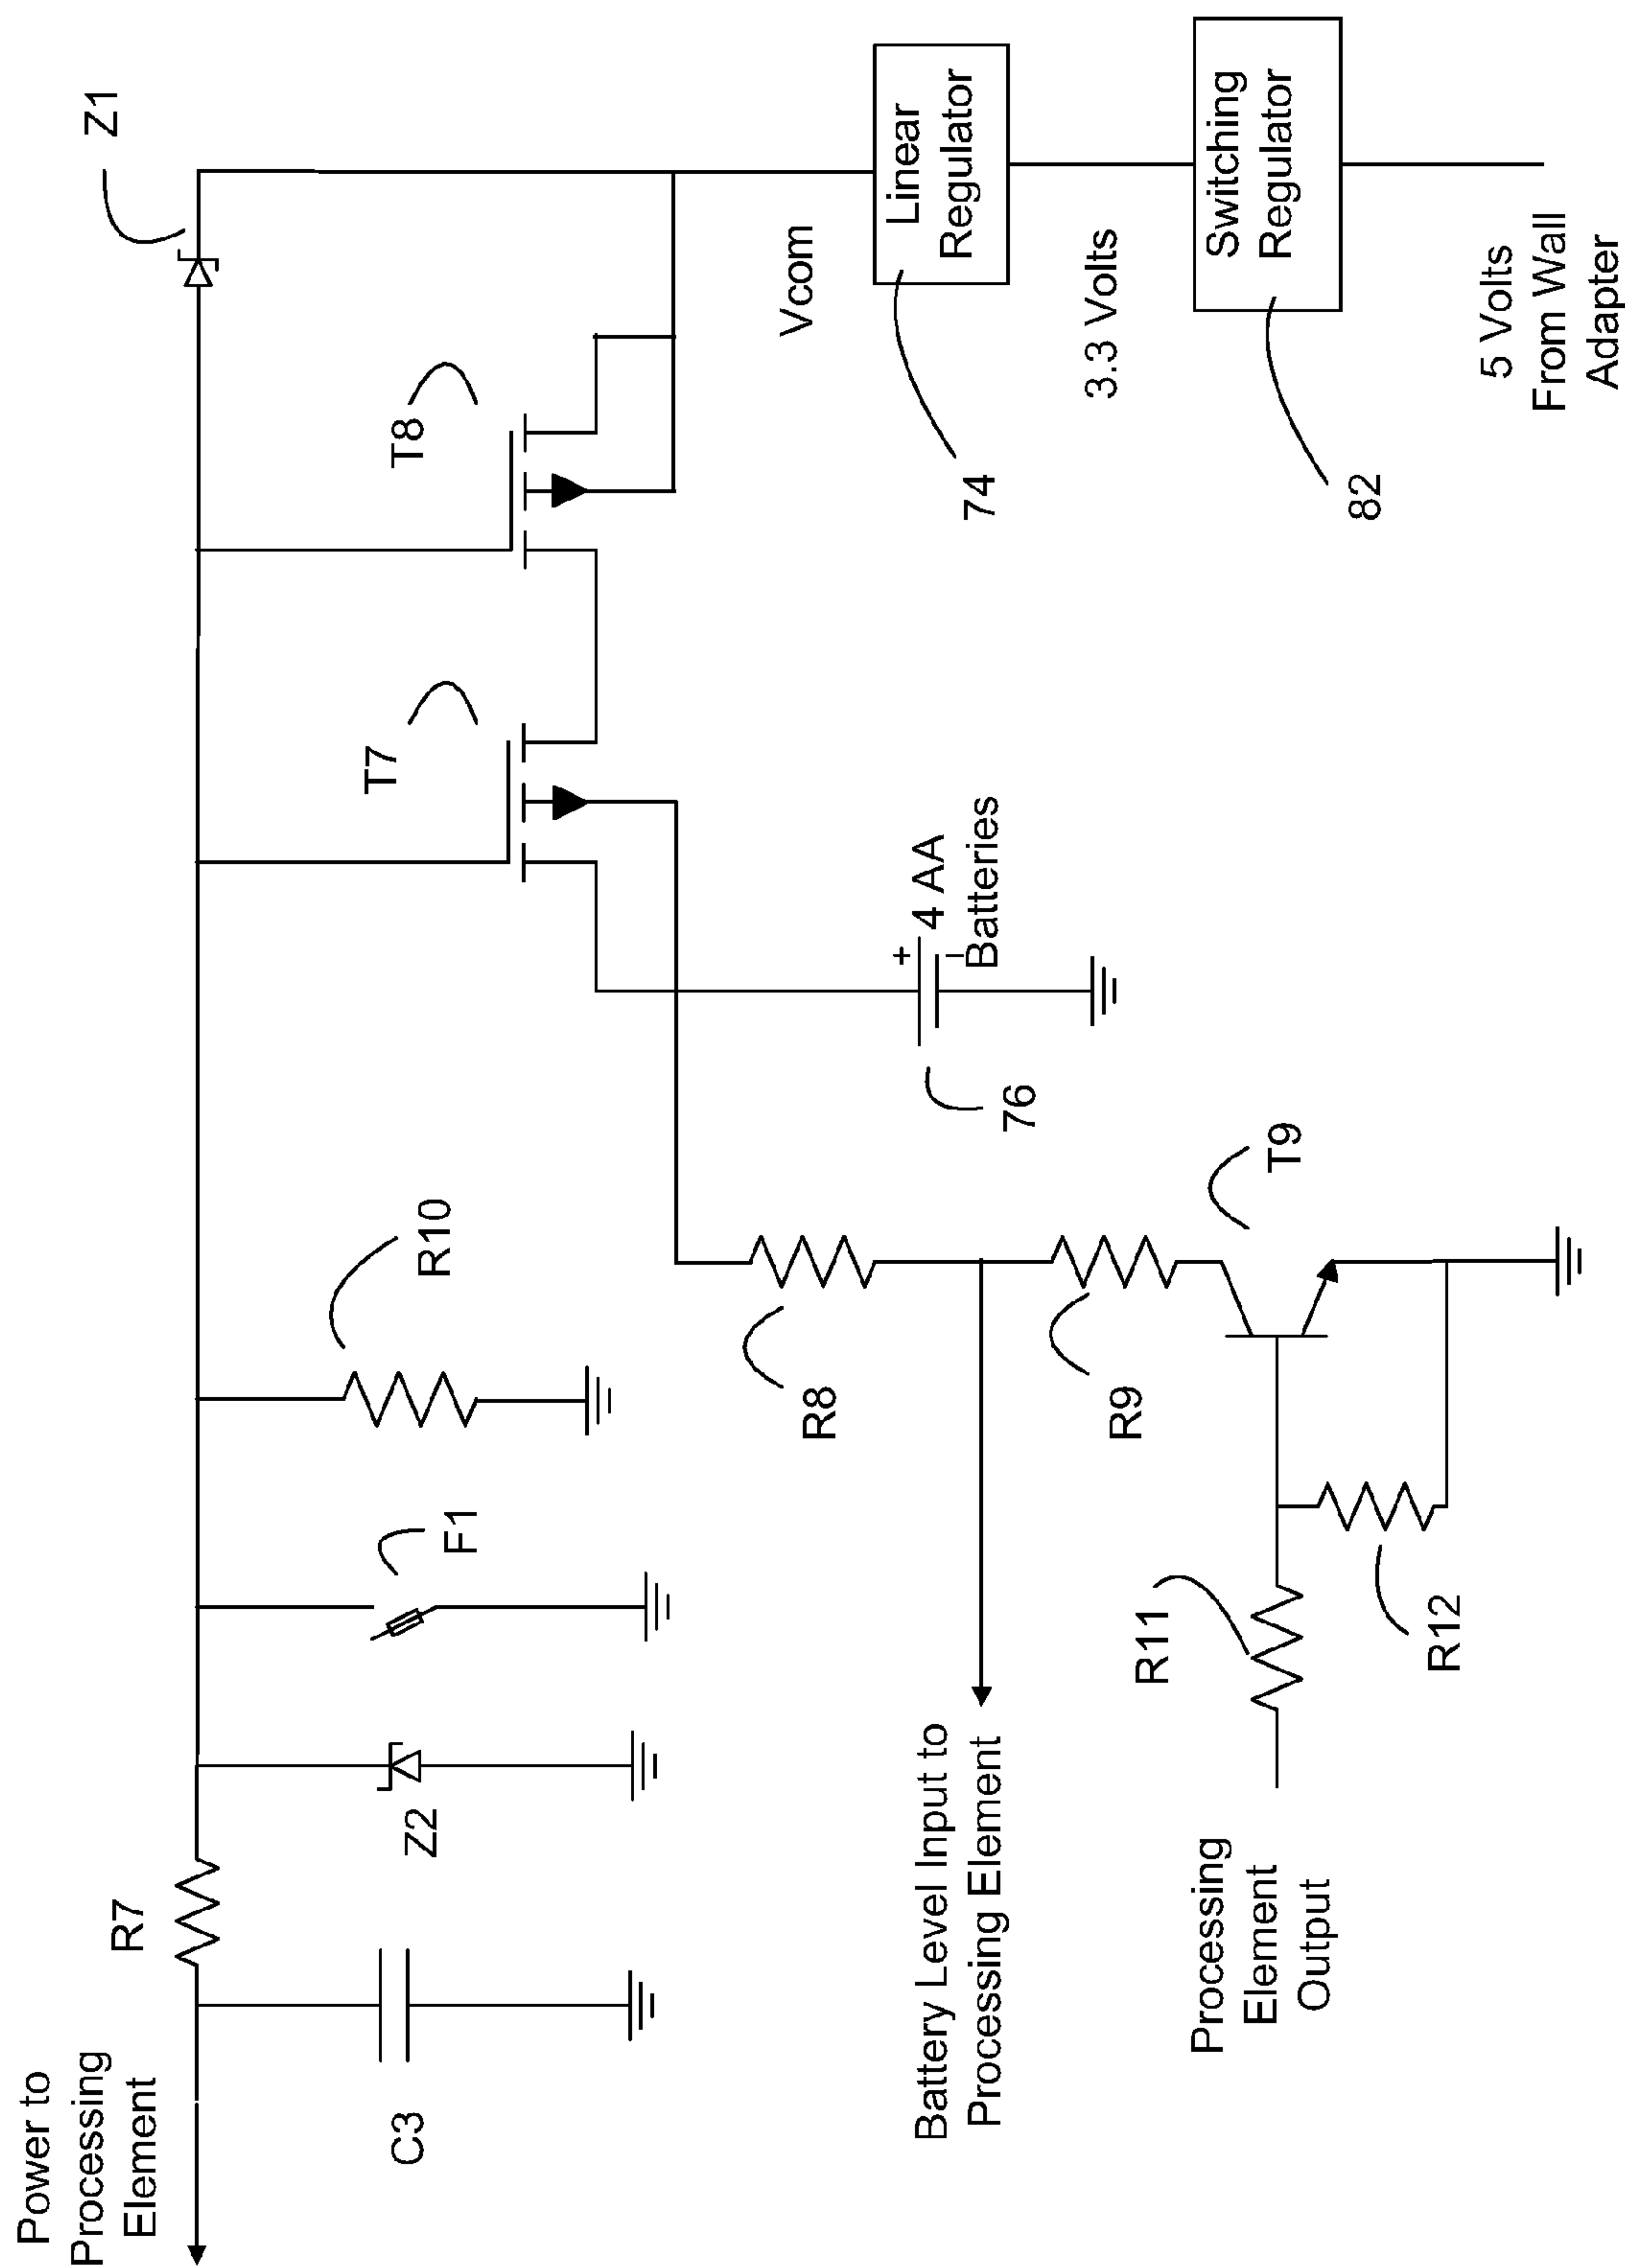 Power to
Processing
Element
R7
C3
Z2
F1
R10
T7
T8
Z1
Battery Level Input to
Processing Element
R8
76
+
4 AA
−
Batteries
Vcom
Linear
Regulator
74
3.3 Volts
Switching
Regulator
82
5 Volts
From Wall
Adapter
Processing
Element
Output
R11
R12
R9
T9